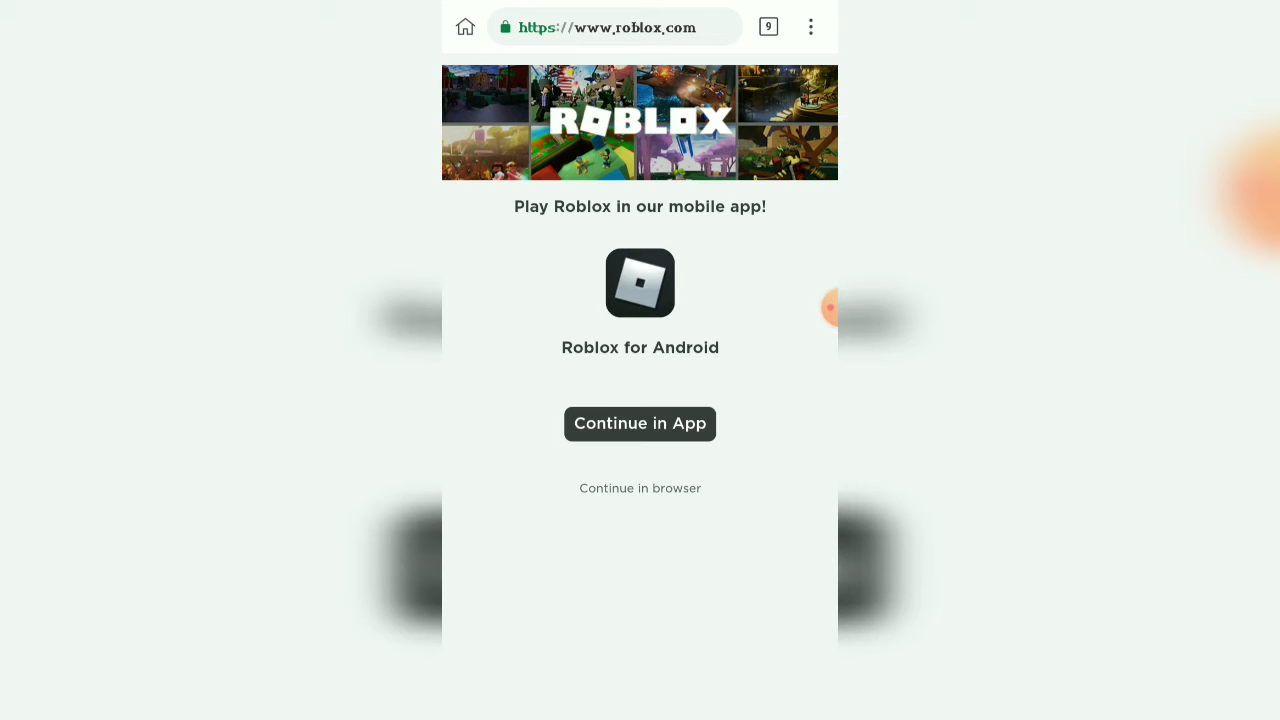 https://www.roblox.com
9
ROBLOX
Play Roblox in our mobile app!
Roblox for Android
Continue in App
Continue in browser